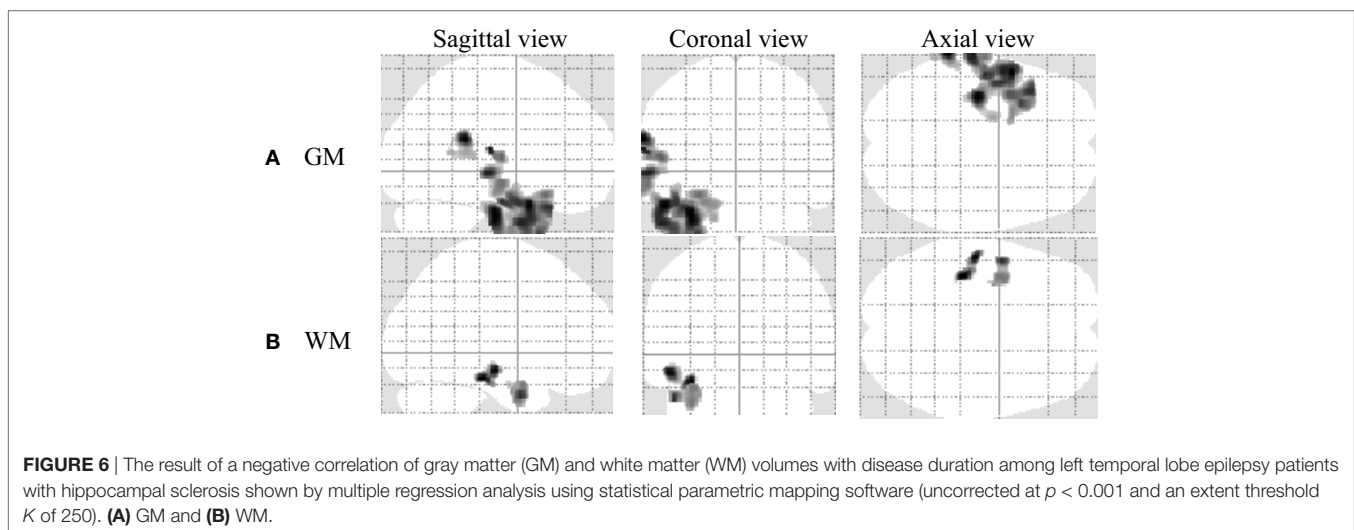 Sagittal view Coronal view Axial view
A GM
B WM
FIGURE 6 | The result of a negative correlation of gray matter (GM) and white matter (WM) volumes with disease duration among left temporal lobe epilepsy patients
with hippocampal sclerosis shown by multiple regression analysis using statistical parametric mapping software (uncorrected at p < 0.001 and an extent threshold
K of 250). (A) GM and (B) WM.